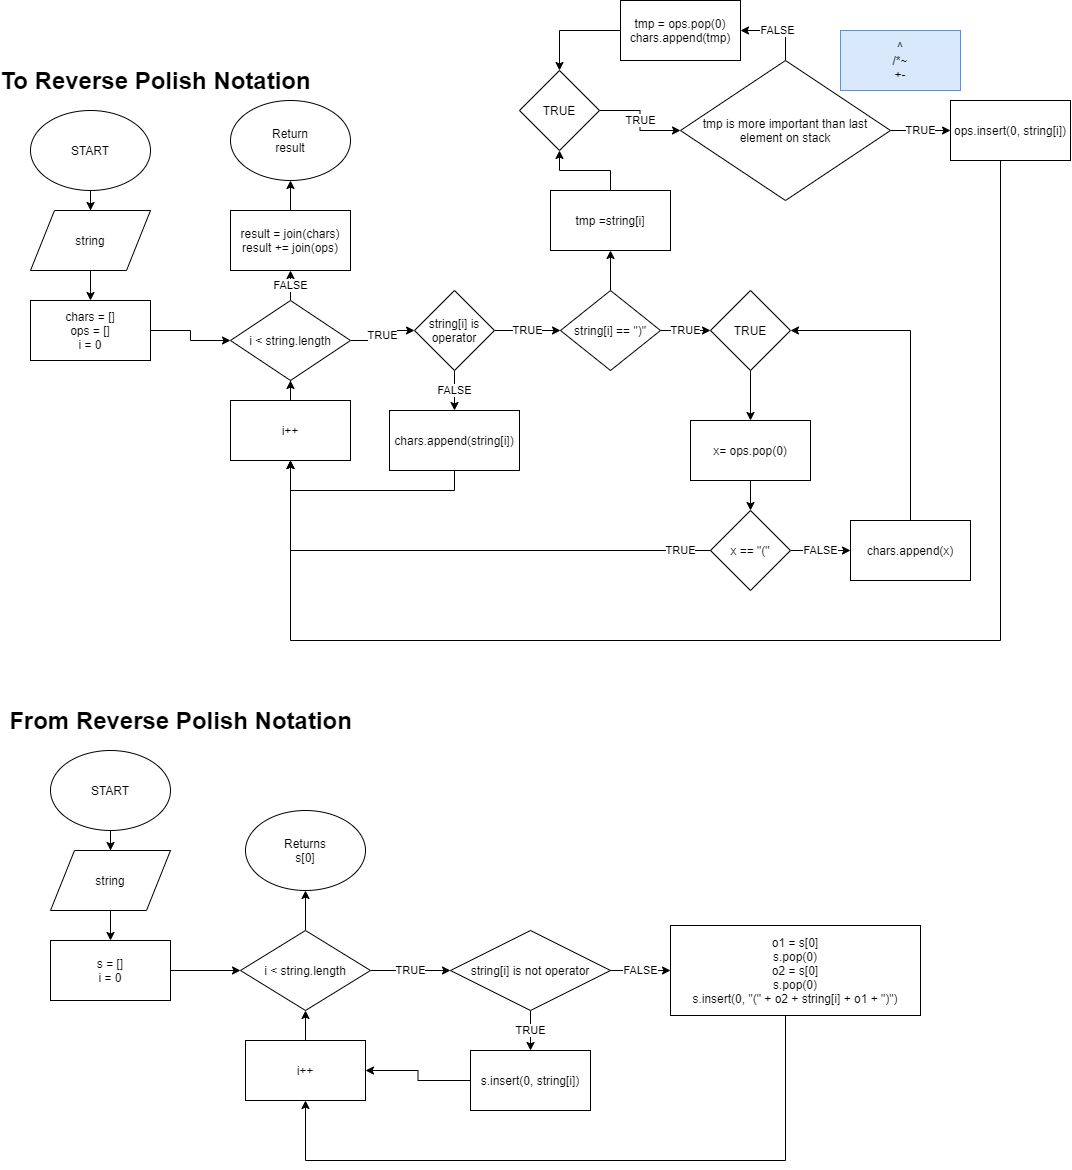 To Reverse Polish Notation
START
string
chars = []
ops = []
i = 0
Return
result
result = join(chars)
result += join(ops)
FALSE
i < string.length
i++
TRUE
string[i] is
operator
FALSE
chars.append(string[i])
TRUE
string[i] == ")"
tmp =string[i]
TRUE
tmp = ops.pop(0)
chars.append(tmp)
FALSE
TRUE
tmp is more important than last
element on stack
^
/*~
+-
TRUE
ops.insert(0, string[i])
TRUE
TRUE
x= ops.pop(0)
x == "("
TRUE
FALSE
chars.append(x)
From Reverse Polish Notation
START
string
s = []
i = 0
Returns
s[0]
i < string.length
i++
TRUE
string[i] is not operator
TRUE
s.insert(0, string[i])
FALSE
o1 = s[0]
s.pop(0)
o2 = s[0]
s.pop(0)
s.insert(0, "(" + o2 + string[i] + o1 + ")")